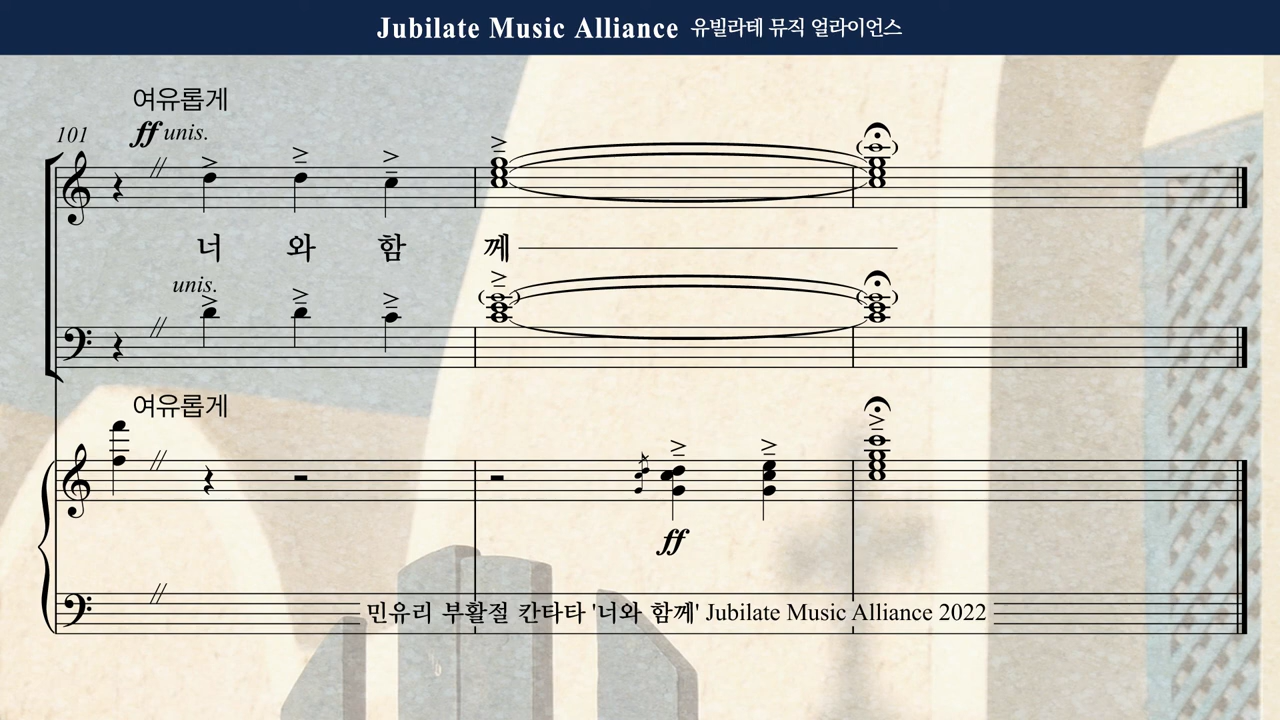 Jubilate Music Alliance 유빌라테 뮤직 얼라이언스
여유롭게
101 ff unis.
너 와 함 께
unis.
여유롭게
ff
민유리 부활절 칸타타 '너와 함께' Jubilate Music Alliance 2022